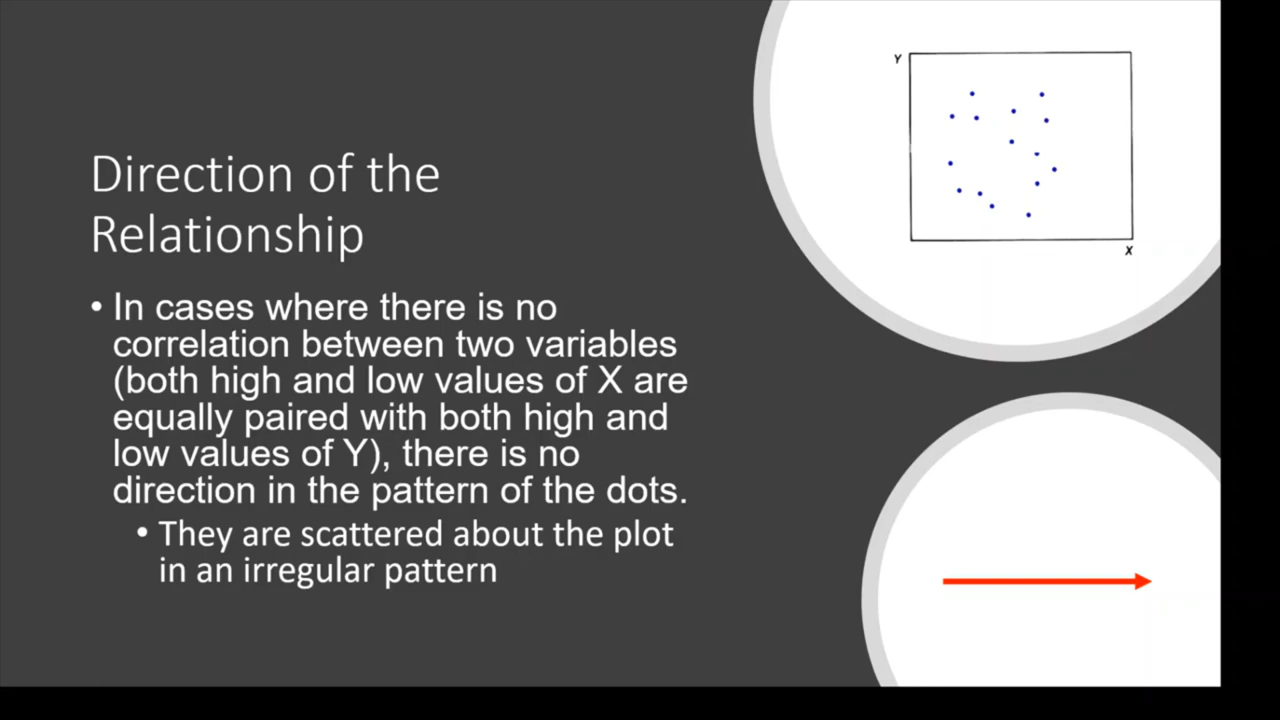 Direction of the
Relationship
• In cases where there is no
correlation between two variables
(both high and low values of X are
equally paired with both high and
low values of Y), there is no
direction in the pattern of the dots.
• They are scattered about the plot
in an irregular pattern
Y
X